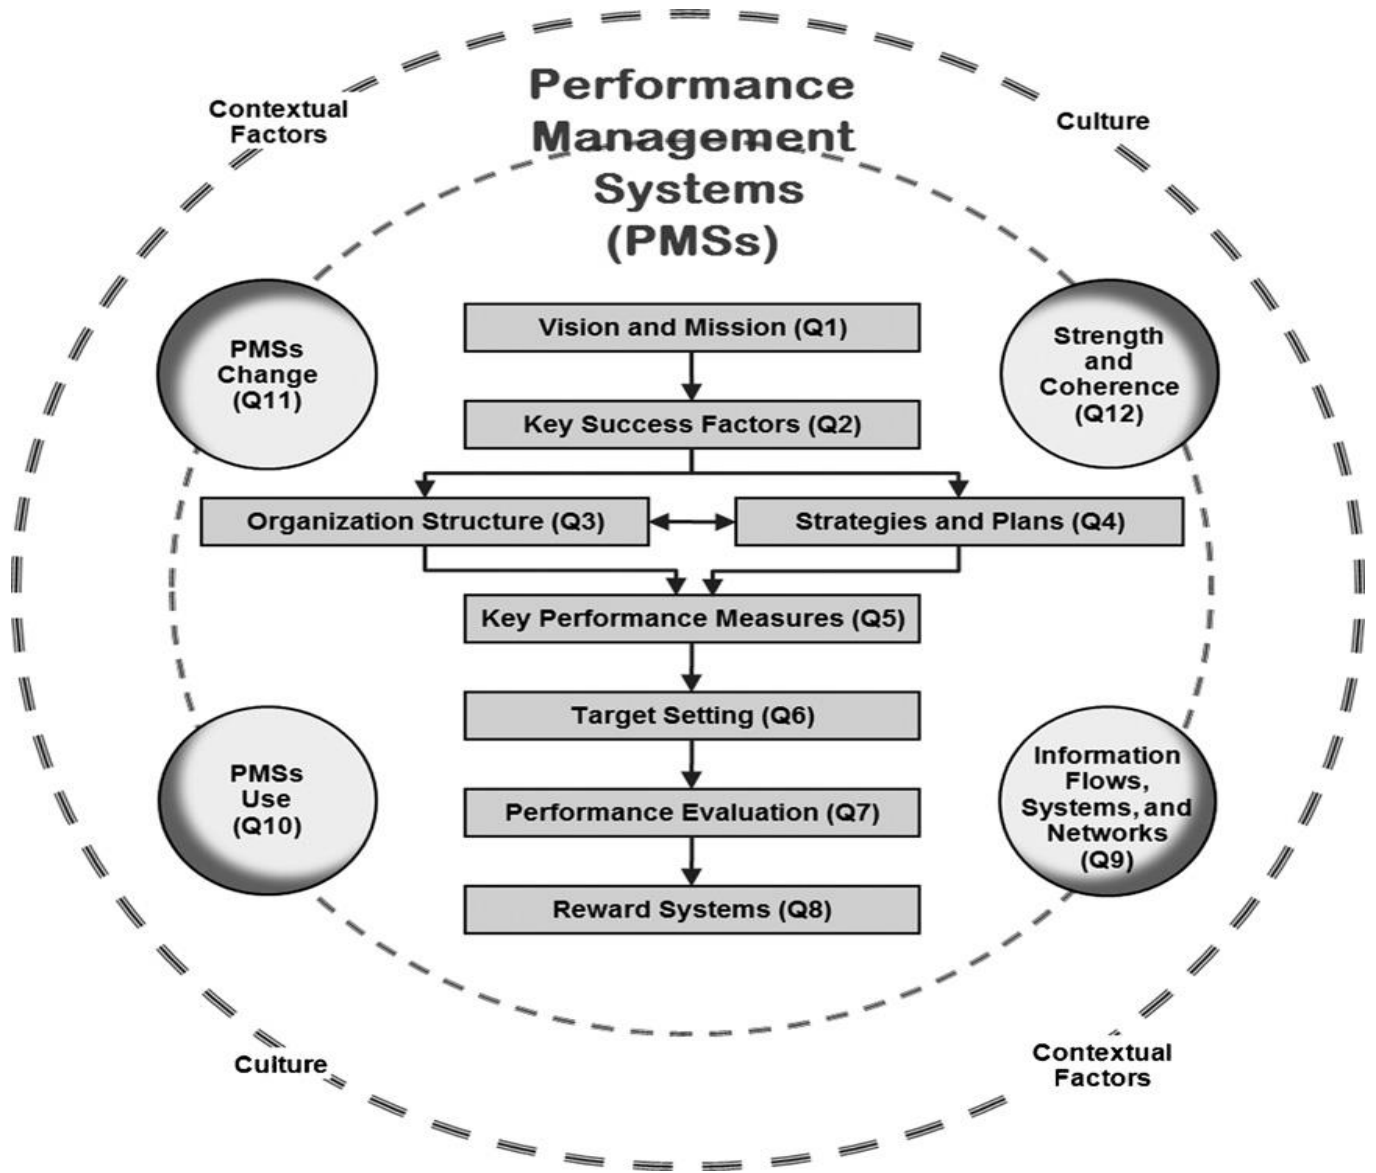 Performance
Management
Systems
(PMSs)
Contextual
Factors
Culture
Vision and Mission (Q1)
PMSs
Change
(Q11)
Strength
and
Coherence
(Q12)
Key Success Factors (Q2)
Organization Structure (Q3)
Strategies and Plans (Q4)
Key Performance Measures (Q5)
Target Setting (Q6)
PMSs
Use
(Q10)
Information
Flows,
Systems, and
Networks
(Q9)
Performance Evaluation (Q7)
Reward Systems (Q8)
Culture
Contextual
Factors